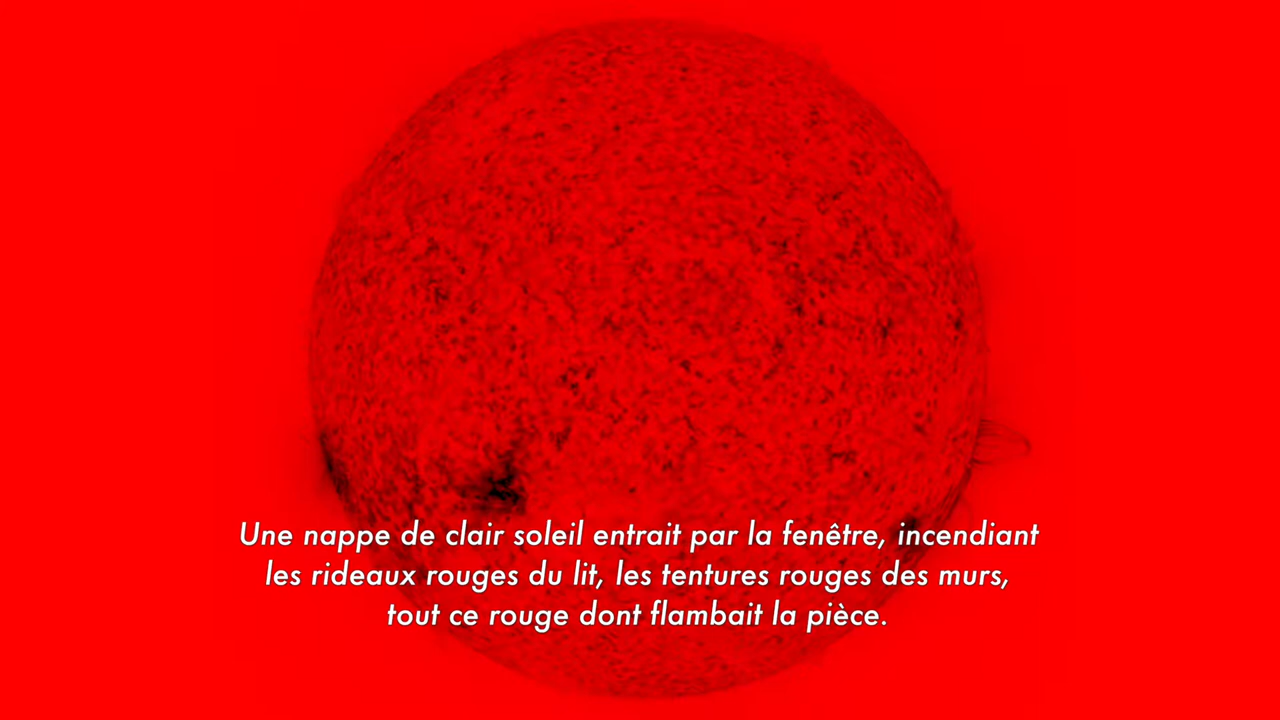 Une nappe de clair soleil entrait par la fenêtre, incendiant
les rideaux rouges du lit, les tentures rouges des murs,
tout ce rouge dont flambait la pièce.